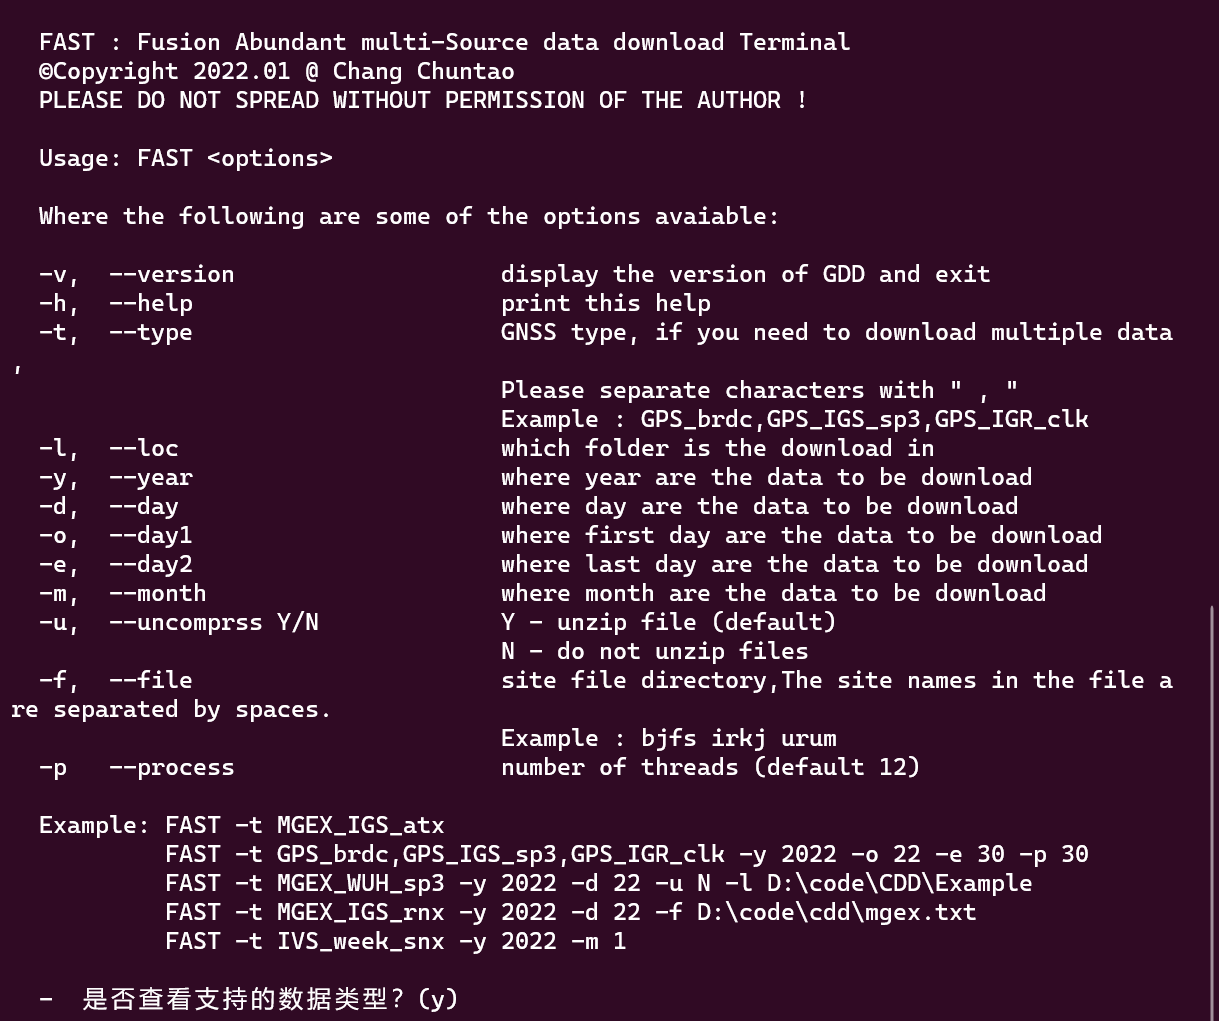 FAST : Fusion Abundant multi-Source data download Terminal
©Copyright 2022.01 @ Chang Chuntao
PLEASE DO NOT SPREAD WITHOUT PERMISSION OF THE AUTHOR !
Usage: FAST <options>
Where the following are some of the options avaiable:
-v,  --version                   display the version of GDD and exit
-h,  --help                      print this help
-t,  --type                      GNSS type, if you need to download multiple data
,
Please separate characters with " , "
Example : GPS_brdc,GPS_IGS_sp3,GPS_IGR_clk
-l,  --loc                       which folder is the download in
-y,  --year                      where year are the data to be download
-d,  --day                       where day are the data to be download
-o,  --day1                      where first day are the data to be download
-e,  --day2                      where last day are the data to be download
-m,  --month                     where month are the data to be download
-u,  --uncomprss Y/N             Y - unzip file (default)
N - do not unzip files
-f,  --file                      site file directory,The site names in the file a
re separated by spaces.
Example : bjfs irkj urum
-p   --process                   number of threads (default 12)
Example: FAST -t MGEX_IGS_atx
FAST -t GPS_brdc,GPS_IGS_sp3,GPS_IGR_clk -y 2022 -o 22 -e 30 -p 30
FAST -t MGEX_WUH_sp3 -y 2022 -d 22 -u N -l D:\code\CDD\Example
FAST -t MGEX_IGS_rnx -y 2022 -d 22 -f D:\code\cdd\mgex.txt
FAST -t IVS_week_snx -y 2022 -m 1
-  是否查看支持的数据类型？(y)